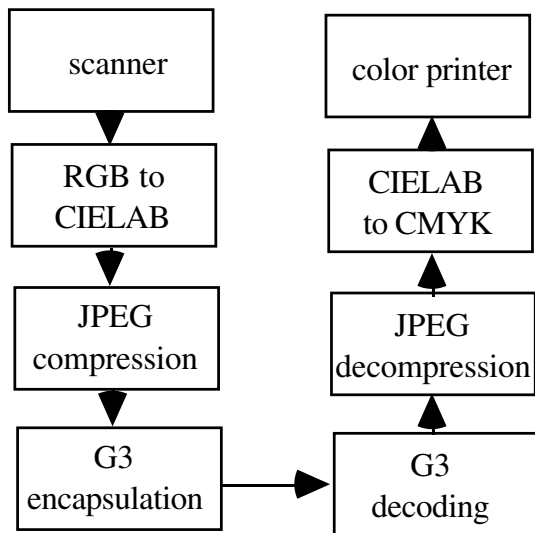 scanner
RGB to
CIELAB
JPEG
compression
G3
encapsulation
color printer
CIELAB
to CMYK
JPEG
decompression
G3
decoding